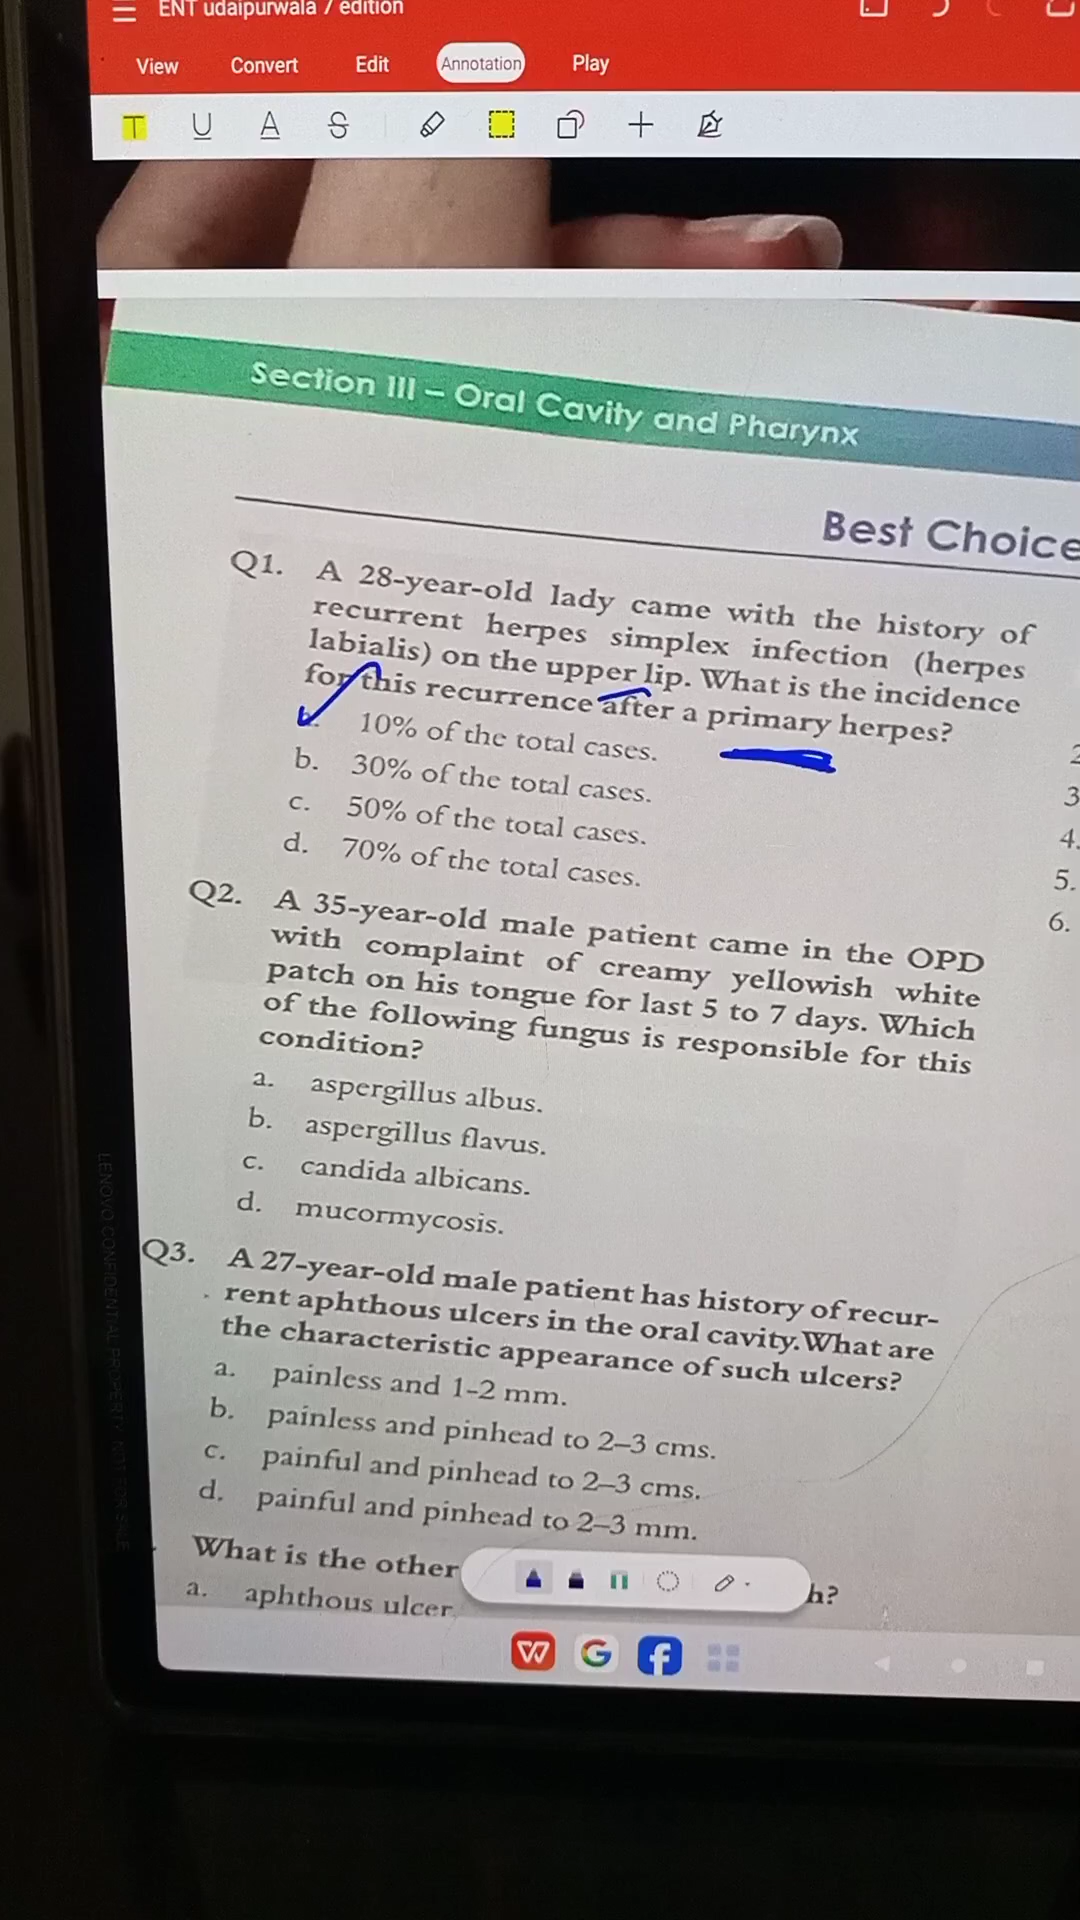 ENT udaipurwala 7 edition
View Convert Edit Annotation Play
Section III – Oral Cavity and Pharynx
Best Choice
Q1. A 28-year-old lady came with the history of
recurrent herpes simplex infection (herpes
labialis) on the upper lip. What is the incidence
for this recurrence after a primary herpes?
10% of the total cases.
b. 30% of the total cases.
c. 50% of the total cases.
d. 70% of the total cases.
3
4.
5.
6.
Q2. A 35-year-old male patient came in the OPD
with complaint of creamy yellowish white
patch on his tongue for last 5 to 7 days. Which
of the following fungus is responsible for this
condition?
a. aspergillus albus.
b. aspergillus flavus.
c. candida albicans.
d. mucormycosis.
Q3. A 27-year-old male patient has history of recur-
rent aphthous ulcers in the oral cavity. What are
the characteristic appearance of such ulcers?
a. painless and 1-2 mm.
b. painless and pinhead to 2–3 cms.
c. painful and pinhead to 2–3 cms.
d. painful and pinhead to 2–3 mm.
What is the other h?
a. aphthous ulcer
LENOVO CONFIDENTIAL PROPERTY NOT FOR SALE